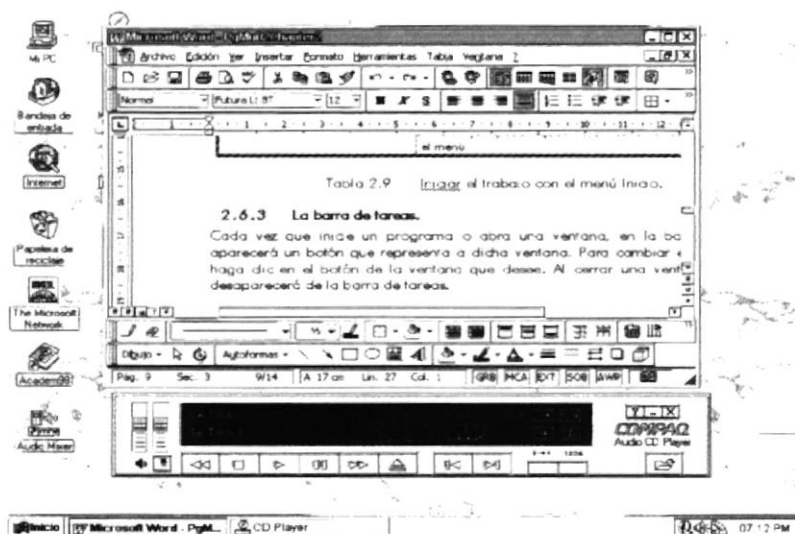 Mi PC
Bandeja de
entrada
Internet
Papelera de
reciclaje
The Microsoft
Network
Academ98
Audio Mixer
Microsoft Word - PgM
Archivo Edición Ver Insertar Formato Herramientas Tabla Ventana ?
Normal Futura Lt BT 12 N K S
el menú
Tabla 2.9 Iniciar el trabajo con el menú Inicio.
2.6.3 La barra de tareas.
Cada vez que inicie un programa o abra una ventana, en la ba
aparecerá un botón que representa a dicha ventana. Para cambiar
haga clic en el botón de la ventana que desee. Al cerrar una vent
desaparecerá de la barra de tareas.
Dibujo Autoformas
Pág. 9 Sec. 3 9/14 A 17 cm Lín. 27 Col. 1 GRB MCA EXT SOB AWP
COMPAQ
Audio CD Player
Inicio Microsoft Word - PgM... CD Player 07:12 PM